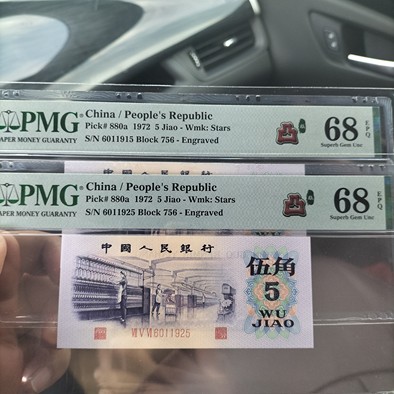 PMG
PAPER MONEY GUARANTY
China / People's Republic
Pick# 880a 1972 5 Jiao - Wmk: Stars
S/N 6011915 Block 756 - Engraved
68
EPQ
Superb Gem Unc
PMG
PAPER MONEY GUARANTY
China / People's Republic
Pick# 880a 1972 5 Jiao - Wmk: Stars
S/N 6011925 Block 756 - Engraved
68
EPQ
Superb Gem Unc
中國人民銀行
伍角
5
WU
JIAO
VII V VI 6011925